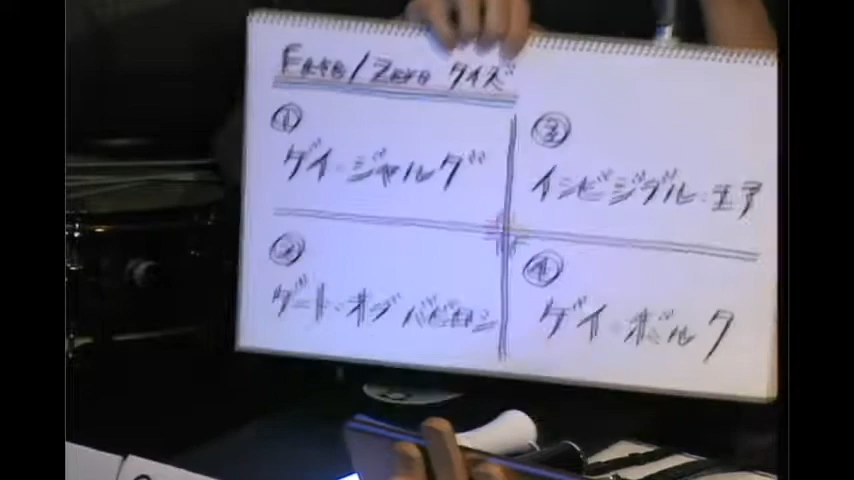 Fate/Zero クイズ
① ゲイ・ジャルグ
② ゲート・オブ・バビロン
③ インビジブル・エア
④ ゲイ・ボルク